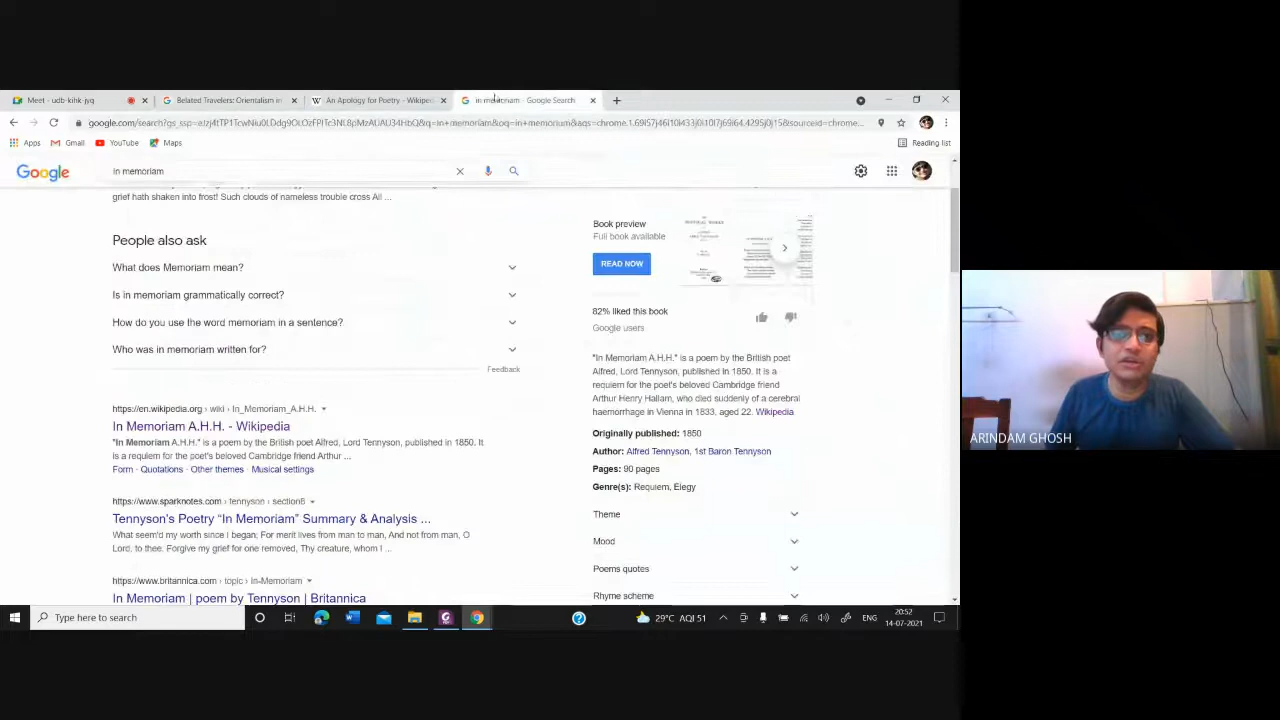 Meet - udb-kihk-jyq
Belated Travelers: Orientalism in
An Apology for Poetry - Wikiped
in memoriam - Google Search
Apps
Gmail
YouTube
Maps
Reading list
Google
in memoriam
grief hath shaken into frost! Such clouds of nameless trouble cross All ...
People also ask
What does Memoriam mean?
Is in memoriam grammatically correct?
How do you use the word memoriam in a sentence?
Who was in memoriam written for?
Feedback
https://en.wikipedia.org › wiki › In_Memoriam_A.H.H.
In Memoriam A.H.H. - Wikipedia
"In Memoriam A.H.H." is a poem by the British poet Alfred, Lord Tennyson, published in 1850. It
is a requiem for the poet's beloved Cambridge friend Arthur ...
Form · Quotations · Other themes · Musical settings
https://www.sparknotes.com › tennyson › section6
Tennyson's Poetry "In Memoriam" Summary & Analysis ...
What seem'd my worth since I began; For merit lives from man to man, And not from man, O
Lord, to thee. Forgive my grief for one removed, Thy creature, whom I ...
https://www.britannica.com › topic › In-Memoriam
In Memoriam | poem by Tennyson | Britannica
Book preview
Full book available
READ NOW
82% liked this book
Google users
"In Memoriam A.H.H." is a poem by the British poet
Alfred, Lord Tennyson, published in 1850. It is a
requiem for the poet's beloved Cambridge friend
Arthur Henry Hallam, who died suddenly of a cerebral
haemorrhage in Vienna in 1833, aged 22. Wikipedia
Originally published: 1850
Author: Alfred Tennyson, 1st Baron Tennyson
Pages: 90 pages
Genre(s): Requiem, Elegy
Theme
Mood
Poems quotes
Rhyme scheme
ARINDAM GHOSH
Type here to search
29°C AQI 51
ENG
20:52
14-07-2021